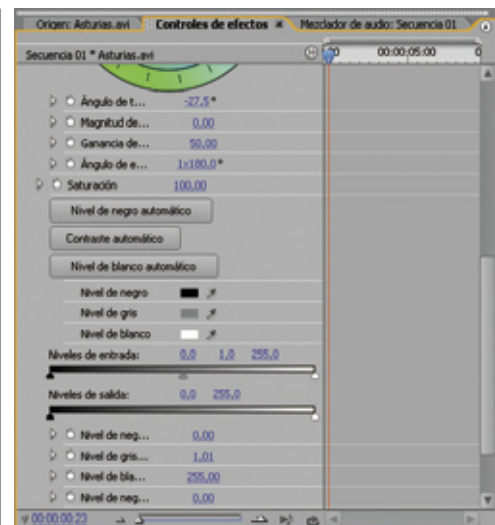 Origen: Asturias.avi Controles de efectos Mezclador de audio: Secuencia 01
Secuencia 01 * Asturias.avi 00:00:05:00
Ángulo de t... -27,5°
Magnitud de... 0,00
Ganancia de... 50,00
Ángulo de e... 1x180,0°
Saturación 100,00
Nivel de negro automático
Contraste automático
Nivel de blanco automático
Nivel de negro
Nivel de gris
Nivel de blanco
Niveles de entrada: 0,0 1,0 255,0
Niveles de salida: 0,0 255,0
Nivel de neg... 0,00
Nivel de gris... 1,01
Nivel de bla... 255,00
Nivel de neg... 0,00
00:00:00:23